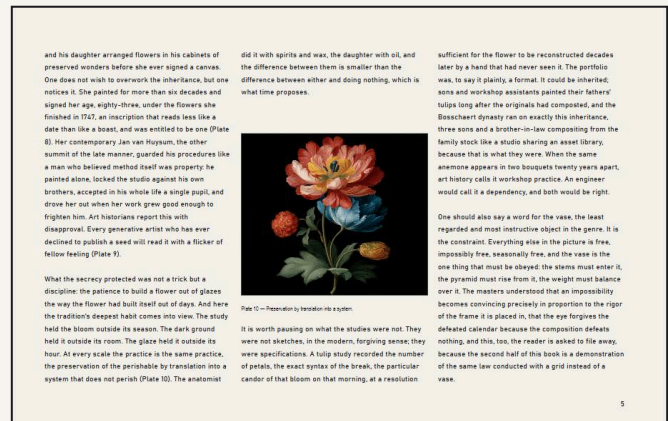 and his daughter arranged flowers in his cabinets of
preserved wonders before she ever signed a canvas.
One does not wish to overwork the inheritance, but one
notices it. She painted for more than six decades and
signed her age, eighty-three, under the flowers she
finished in 1747, an inscription that reads less like a
date than like a boast, and was entitled to be one (Plate
8). Her contemporary Jan van Huysum, the other
summit of the late manner, guarded his procedures like
a man who believed method itself was property: he
painted alone, locked the studio against his own
brothers, accepted in his whole life a single pupil, and
drove her out when her work grew good enough to
frighten him. Art historians report this with
disapproval. Every generative artist who has ever
declined to publish a seed will read it with a flicker of
fellow feeling (Plate 9).
What the secrecy protected was not a trick but a
discipline: the patience to build a flower out of glazes
the way the flower had built itself out of days. And here
the tradition's deepest habit comes into view. The study
held the bloom outside its season. The dark ground
held it outside its room. The glaze held it outside its
hour. At every scale the practice is the same practice,
the preservation of the perishable by translation into a
system that does not perish (Plate 10). The anatomist
did it with spirits and wax, the daughter with oil, and
the difference between them is smaller than the
difference between either and doing nothing, which is
what time proposes.
Plate 10 — Preservation by translation into a system.
It is worth pausing on what the studies were not. They
were not sketches, in the modern, forgiving sense; they
were specifications. A tulip study recorded the number
of petals, the exact syntax of the break, the particular
candor of that bloom on that morning, at a resolution
sufficient for the flower to be reconstructed decades
later by a hand that had never seen it. The portfolio
was, to say it plainly, a format. It could be inherited;
sons and workshop assistants painted their fathers'
tulips long after the originals had composted, and the
Bosschaert dynasty ran on exactly this inheritance,
three sons and a brother-in-law compositing from the
family stock like a studio sharing an asset library,
because that is what they were. When the same
anemone appears in two bouquets twenty years apart,
art history calls it workshop practice. An engineer
would call it a dependency, and both would be right.
One should also say a word for the vase, the least
regarded and most instructive object in the genre. It is
the constraint. Everything else in the picture is free,
impossibly free, seasonally free, and the vase is the
one thing that must be obeyed: the stems must enter it,
the pyramid must rise from it, the weight must balance
over it. The masters understood that an impossibility
becomes convincing precisely in proportion to the rigor
of the frame it is placed in, that the eye forgives the
defeated calendar because the composition defeats
nothing, and this, too, the reader is asked to file away,
because the second half of this book is a demonstration
of the same law conducted with a grid instead of a
vase.
5